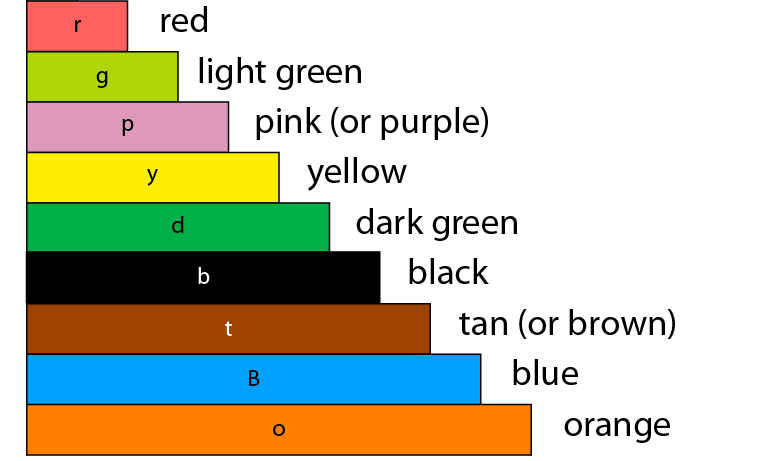 r red
g light green
p pink (or purple)
y yellow
d dark green
b black
t tan (or brown)
B blue
o orange